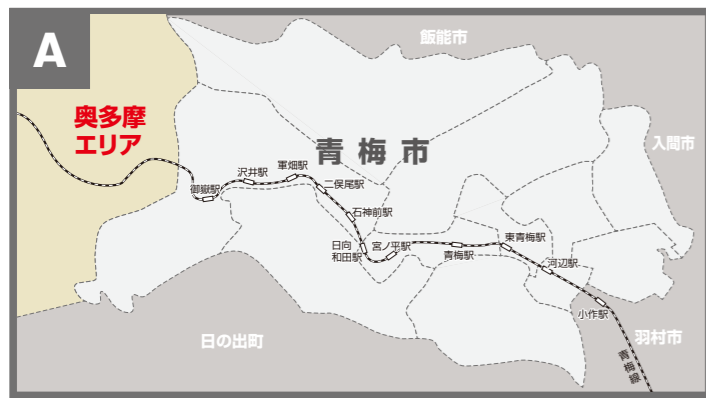 A
飯能市
奥多摩
エリア
青梅市
入間市
御嶽駅
沢井駅
軍畑駅
二俣尾駅
石神前駅
日向
和田駅
宮ノ平駅
青梅駅
東青梅駅
河辺駅
小作駅
日の出町
羽村市
青梅線